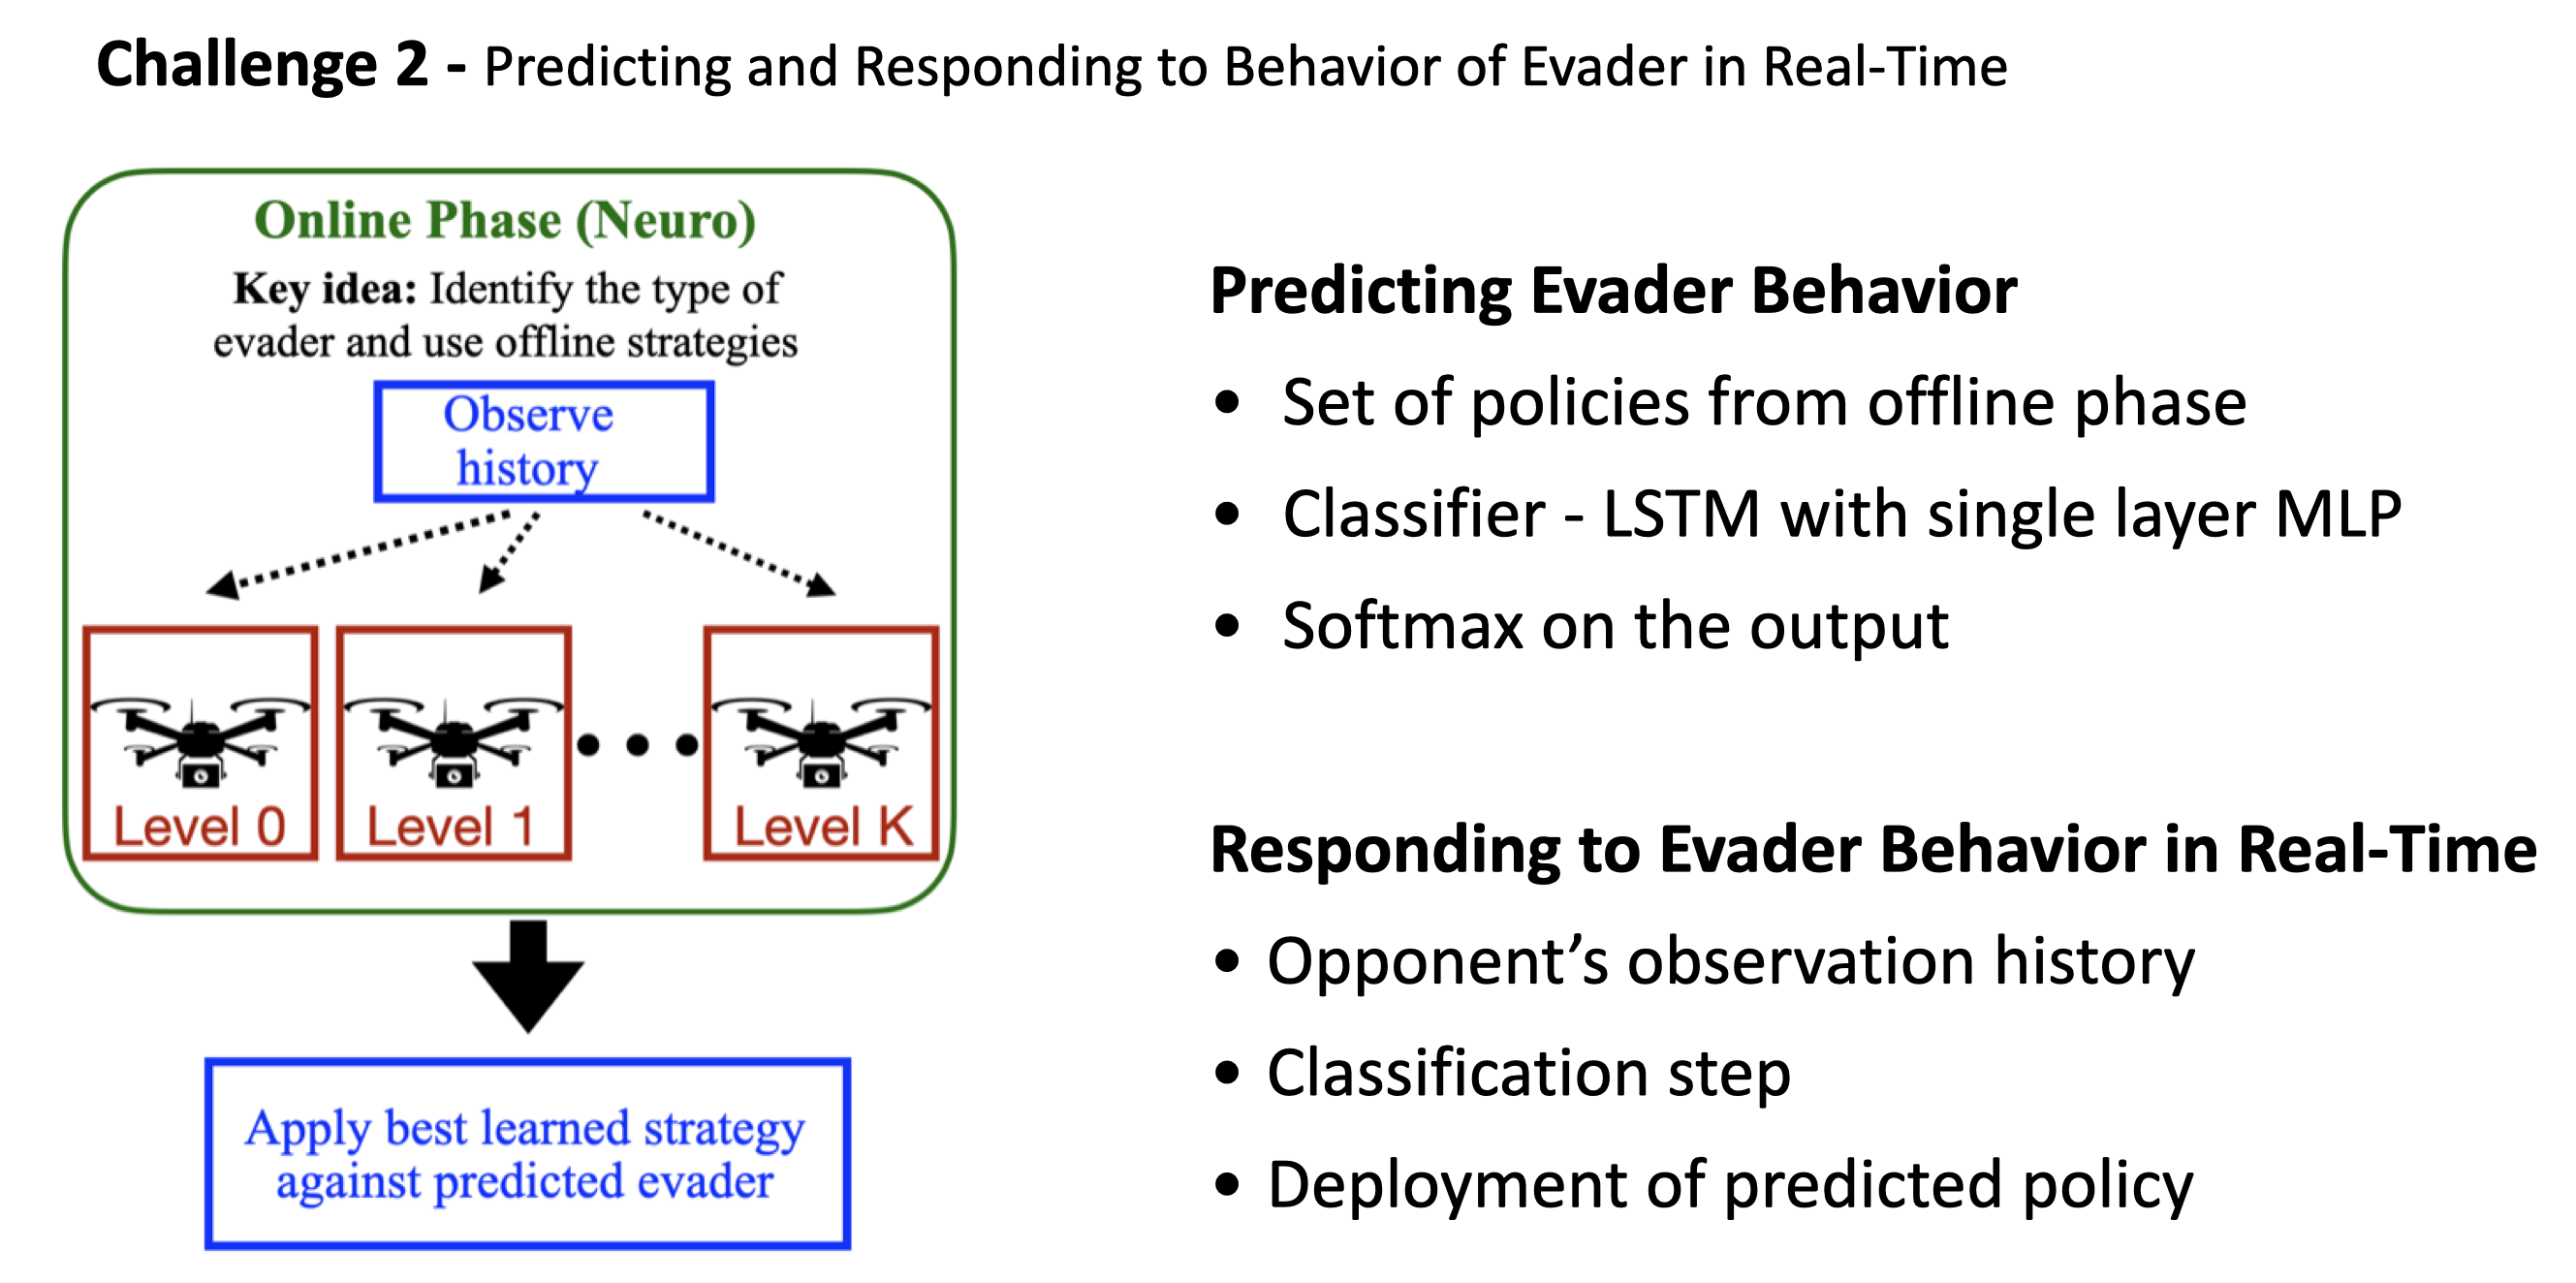 Challenge 2 - Predicting and Responding to Behavior of Evader in Real-Time
Online Phase (Neuro)
Key idea: Identify the type of
evader and use offline strategies
Observe
history
Level 0
Level 1
Level K
Apply best learned strategy
against predicted evader
Predicting Evader Behavior
• Set of policies from offline phase
• Classifier - LSTM with single layer MLP
• Softmax on the output
Responding to Evader Behavior in Real-Time
• Opponent’s observation history
• Classification step
• Deployment of predicted policy